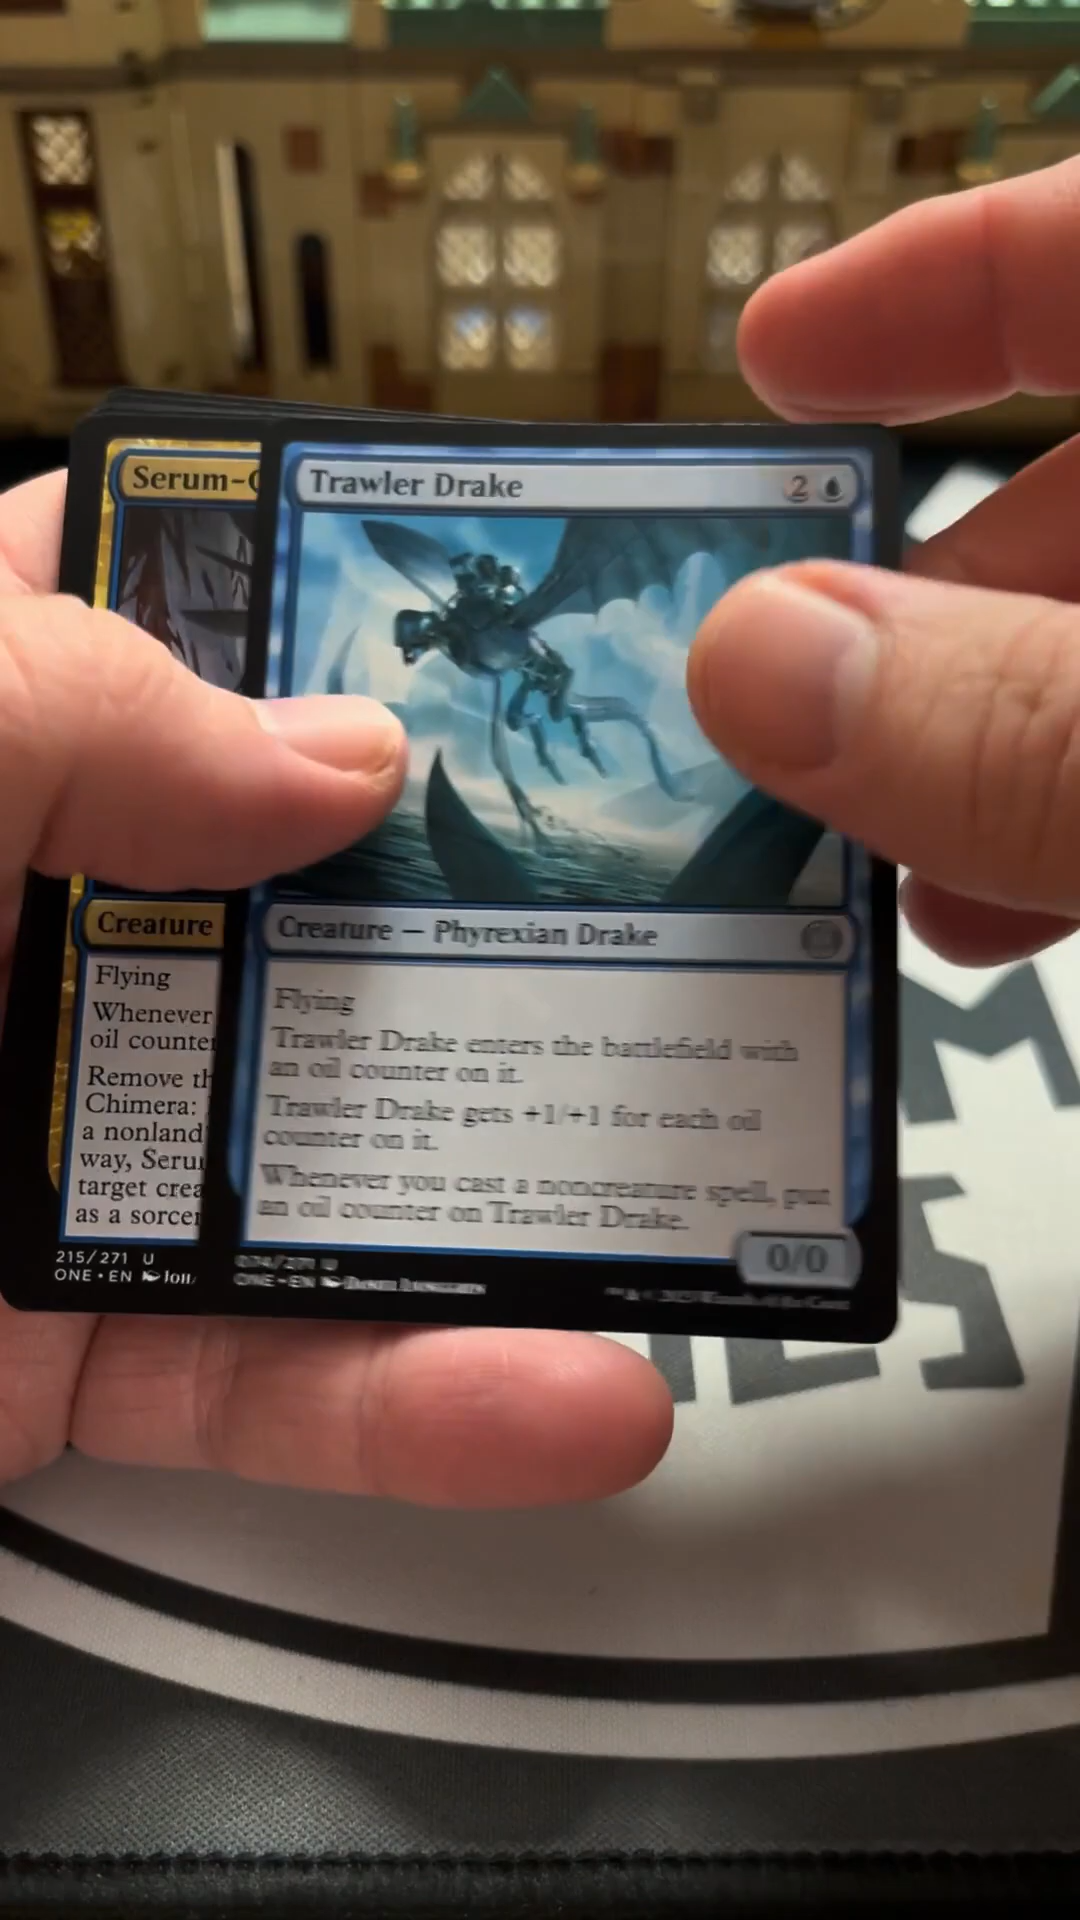 Serum-C
Trawler Drake
2
Creature
Creature — Phyrexian Drake
Flying
Whenever
oil counter
Remove th
Chimera:
a nonland
way, Seru
target crea
as a sorcer
215/271 U
ONE • EN
Flying
Trawler Drake enters the battlefield with
an oil counter on it.
Trawler Drake gets +1/+1 for each oil
counter on it.
Whenever you cast a noncreature spell, put
an oil counter on Trawler Drake.
0/0
ONE • EN